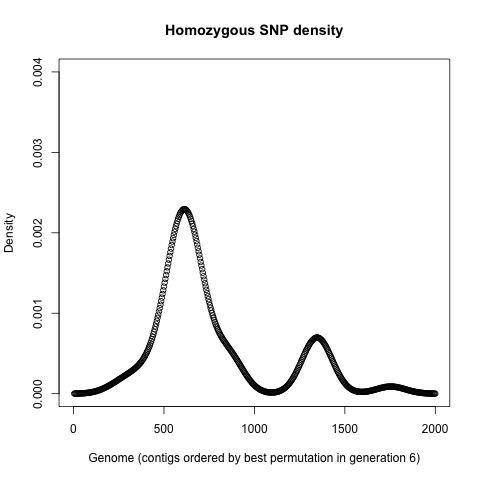 Homozygous SNP density
Density
0.004
0.003
0.002
0.001
0.000
0 500 1000 1500 2000
Genome (contigs ordered by best permutation in generation 6)